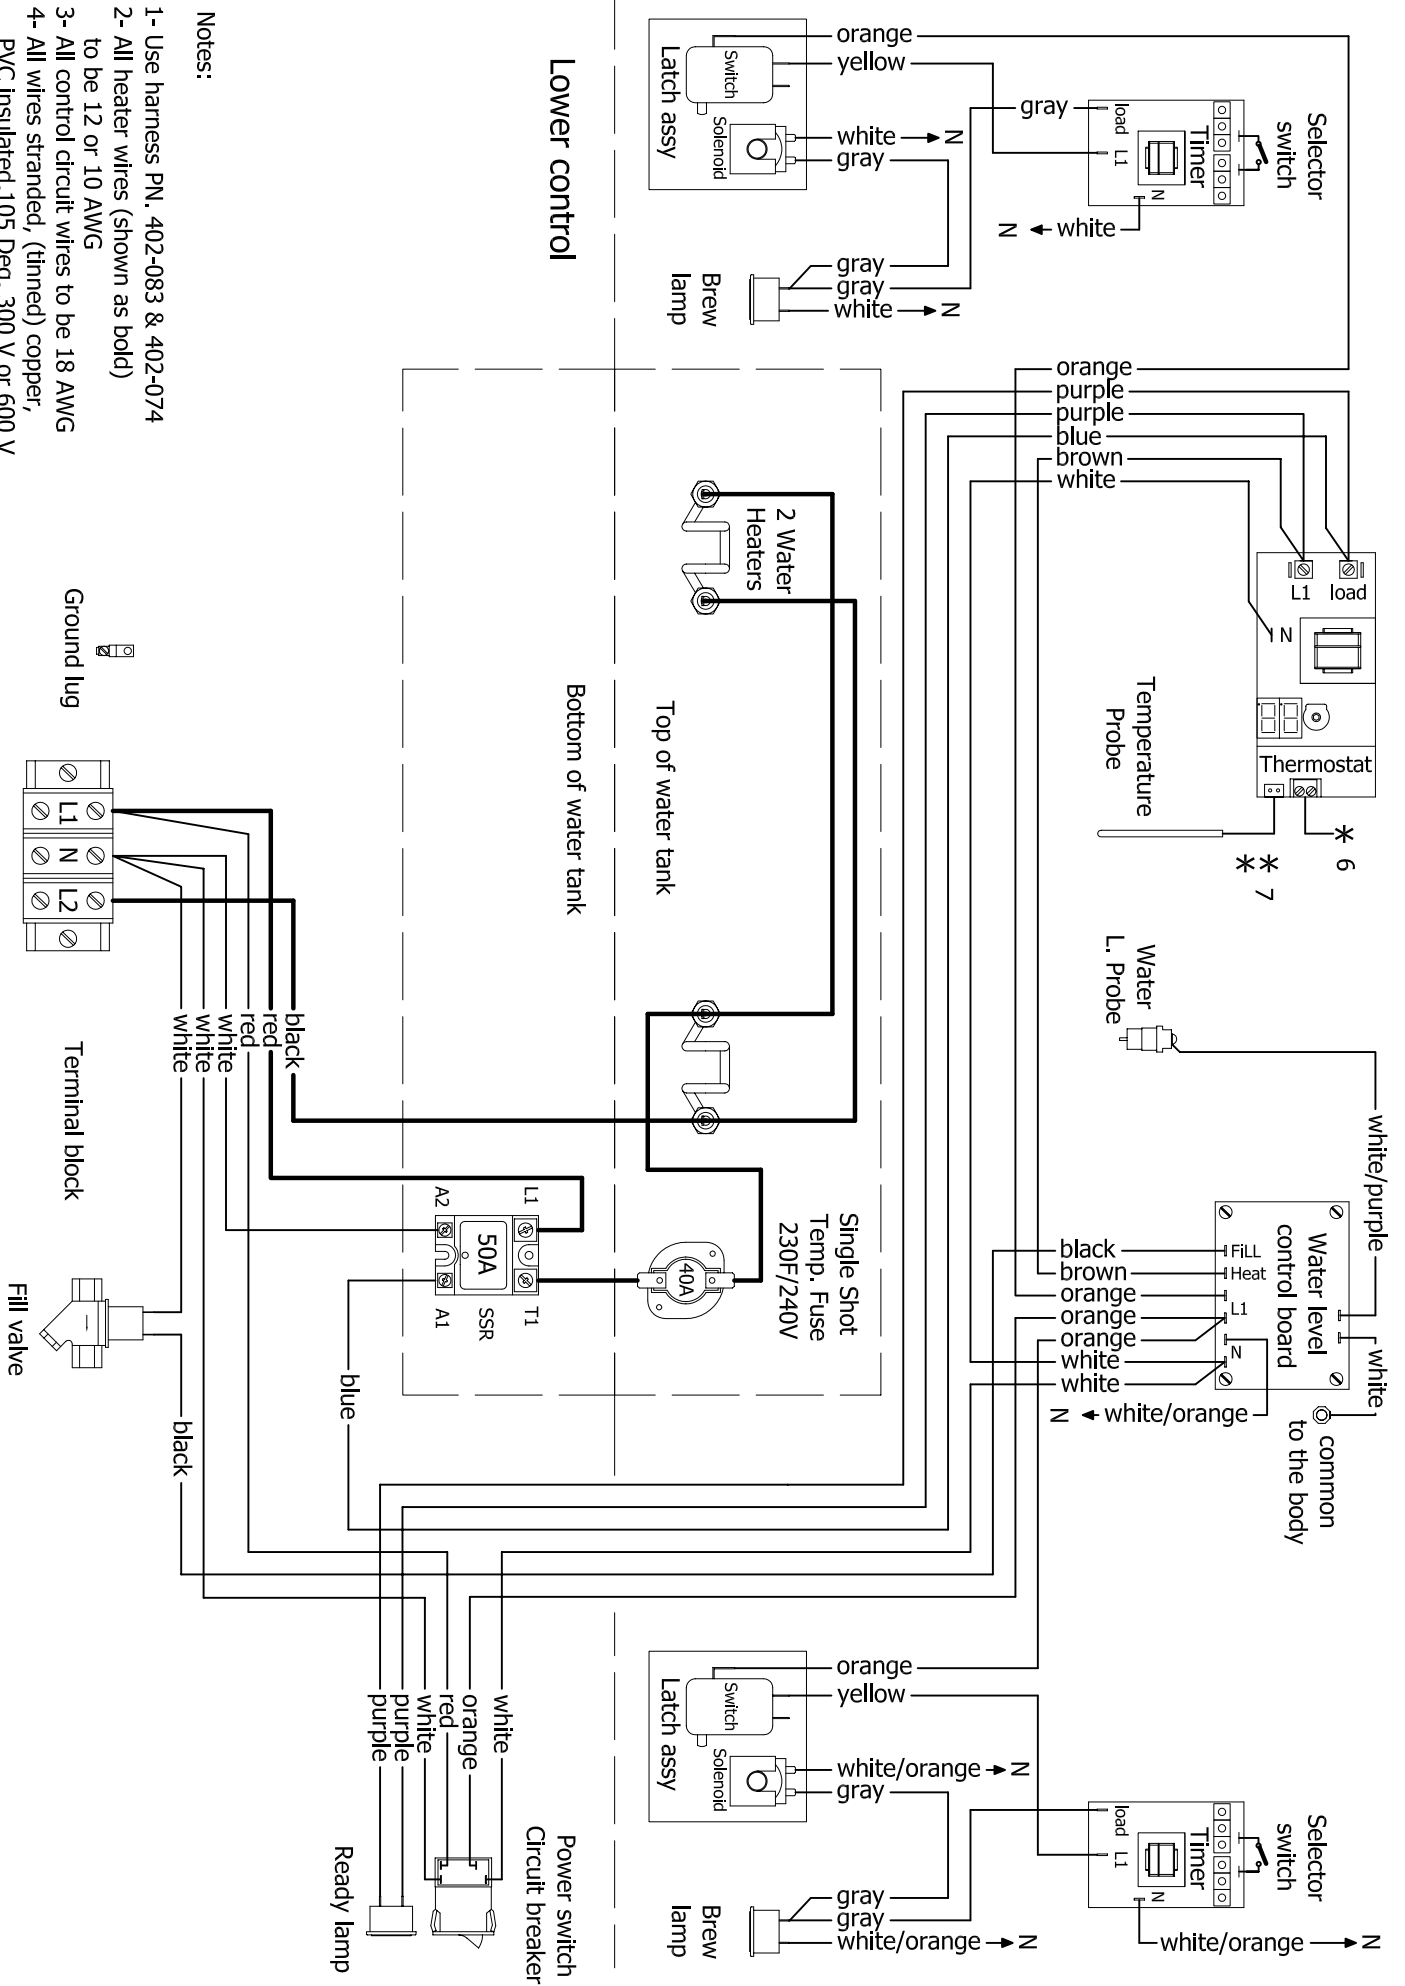 Selector
switch
Timer
load
L1
N
orange
yellow
gray
white
N
Switch
Solenoid
Latch assy
white
N
gray
gray
gray
white
N
Brew
lamp
Lower control
orange
purple
purple
blue
brown
white
L1
load
N
Thermostat
* 6
** 7
Temperature
Probe
Water
L. Probe
white/purple
Water level
control board
FiLL
Heat
L1
N
white
common
to the body
black
brown
orange
orange
orange
white
white
white/orange
N
2 Water
Heaters
Top of water tank
Bottom of water tank
Single Shot
Temp. Fuse
230F/240V
40A
L1
T1
50A
SSR
A2
A1
blue
orange
yellow
Switch
Solenoid
Latch assy
white/orange
N
gray
Selector
switch
Timer
load
L1
N
white/orange
N
gray
gray
white/orange
N
Brew
lamp
white
orange
red
white
purple
purple
Power switch
Circuit breaker
Ready lamp
black
red
red
white
white
white
black
Ground lug
L1
N
L2
Terminal block
Fill valve
Notes:
1- Use harness PN. 402-083 & 402-074
2- All heater wires (shown as bold)
to be 12 or 10 AWG
3- All control circuit wires to be 18 AWG
4- All wires stranded, (tinned) copper,
PVC insulated,105 Deg. 300 V or 600 V